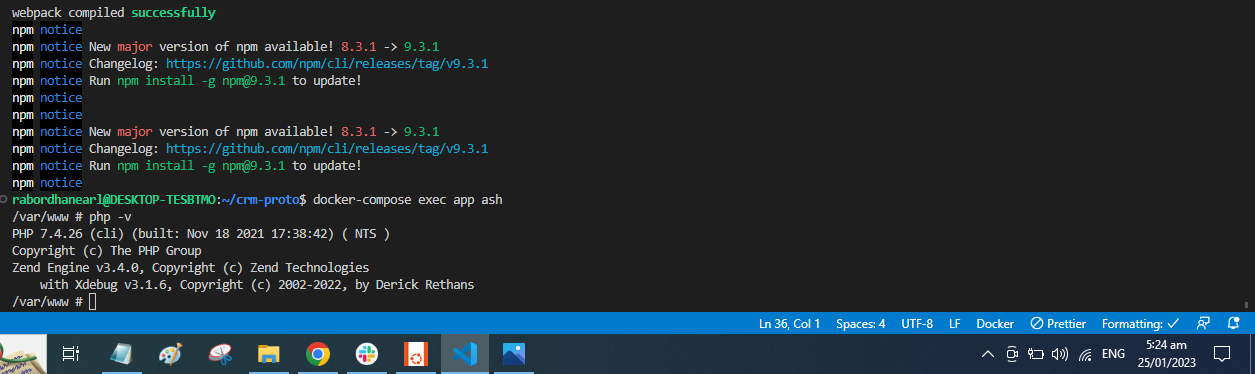 webpack compiled successfully
npm notice
npm notice New major version of npm available! 8.3.1 -> 9.3.1
npm notice Changelog: https://github.com/npm/cli/releases/tag/v9.3.1
npm notice Run npm install -g npm@9.3.1 to update!
npm notice
npm notice
npm notice New major version of npm available! 8.3.1 -> 9.3.1
npm notice Changelog: https://github.com/npm/cli/releases/tag/v9.3.1
npm notice Run npm install -g npm@9.3.1 to update!
npm notice
rabordhanearl@DESKTOP-TESBTMO:~/crm-proto$ docker-compose exec app ash
/var/www # php -v
PHP 7.4.26 (cli) (built: Nov 18 2021 17:38:42) ( NTS )
Copyright (c) The PHP Group
Zend Engine v3.4.0, Copyright (c) Zend Technologies
    with Xdebug v3.1.6, Copyright (c) 2002-2022, by Derick Rethans
/var/www #
Ln 36, Col 1 Spaces: 4 UTF-8 LF Docker Prettier Formatting: ✓
ENG 5:24 am
25/01/2023